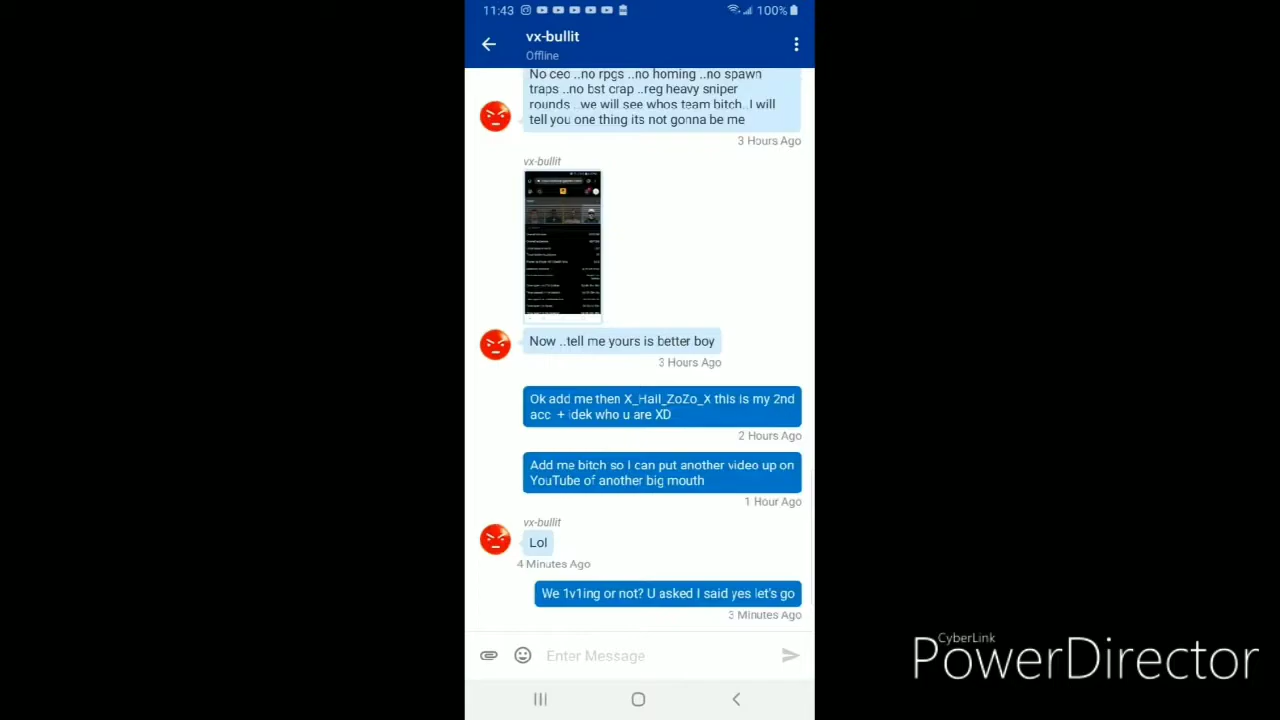 11:43
100%
vx-bullit
Offline
No ceo ..no rpgs ..no homing ..no spawn
traps ..no bst crap ..reg heavy sniper
rounds ..we will see whos team bitch..I will
tell you one thing its not gonna be me
3 Hours Ago
vx-bullit
Now ..tell me yours is better boy
3 Hours Ago
Ok add me then X_Hail_ZoZo_X this is my 2nd
acc + idek who u are XD
2 Hours Ago
Add me bitch so I can put another video up on
YouTube of another big mouth
1 Hour Ago
vx-bullit
Lol
4 Minutes Ago
We 1v1ing or not? U asked I said yes let's go
3 Minutes Ago
Enter Message
CyberLink
PowerDirector